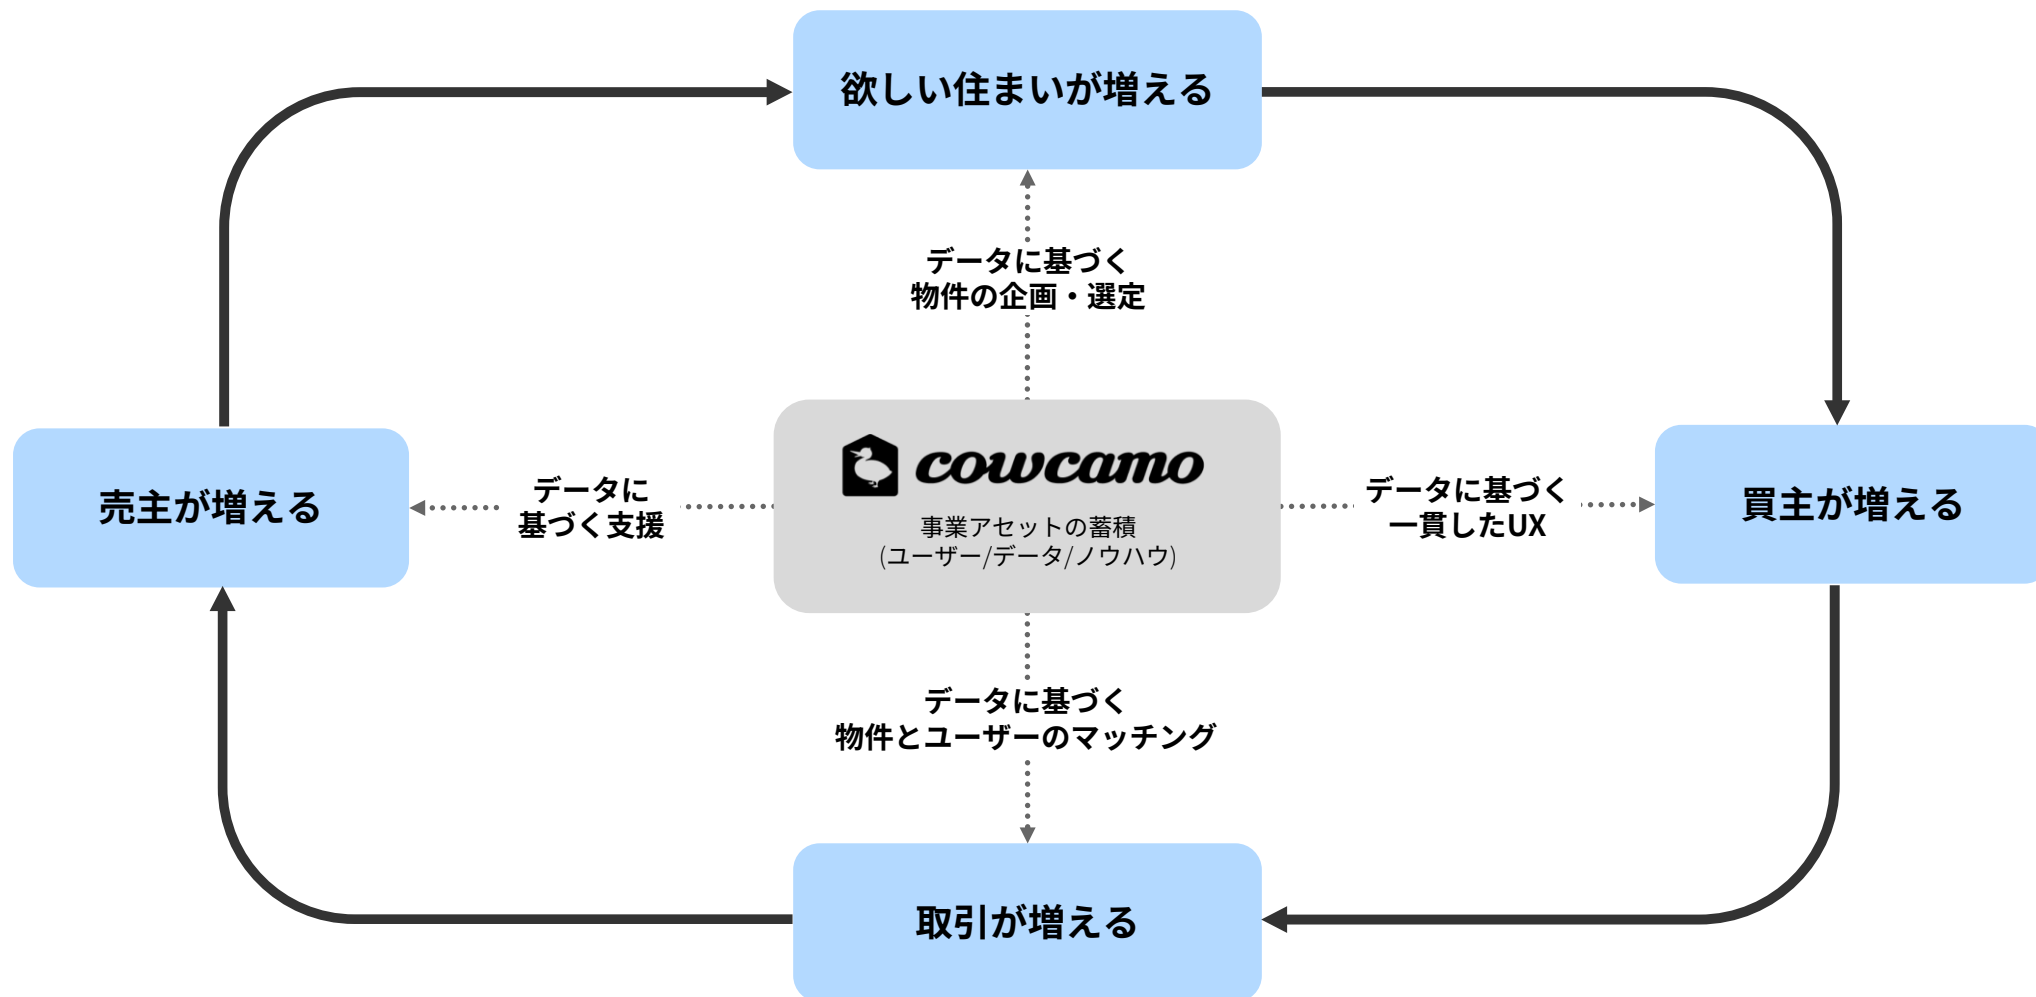 欲しい住まいが増える
データに基づく
物件の企画・選定
売主が増える
データに
基づく支援
cowcamo
事業アセットの蓄積
(ユーザー/データ/ノウハウ)
データに基づく
一貫したUX
買主が増える
データに基づく
物件とユーザーのマッチング
取引が増える